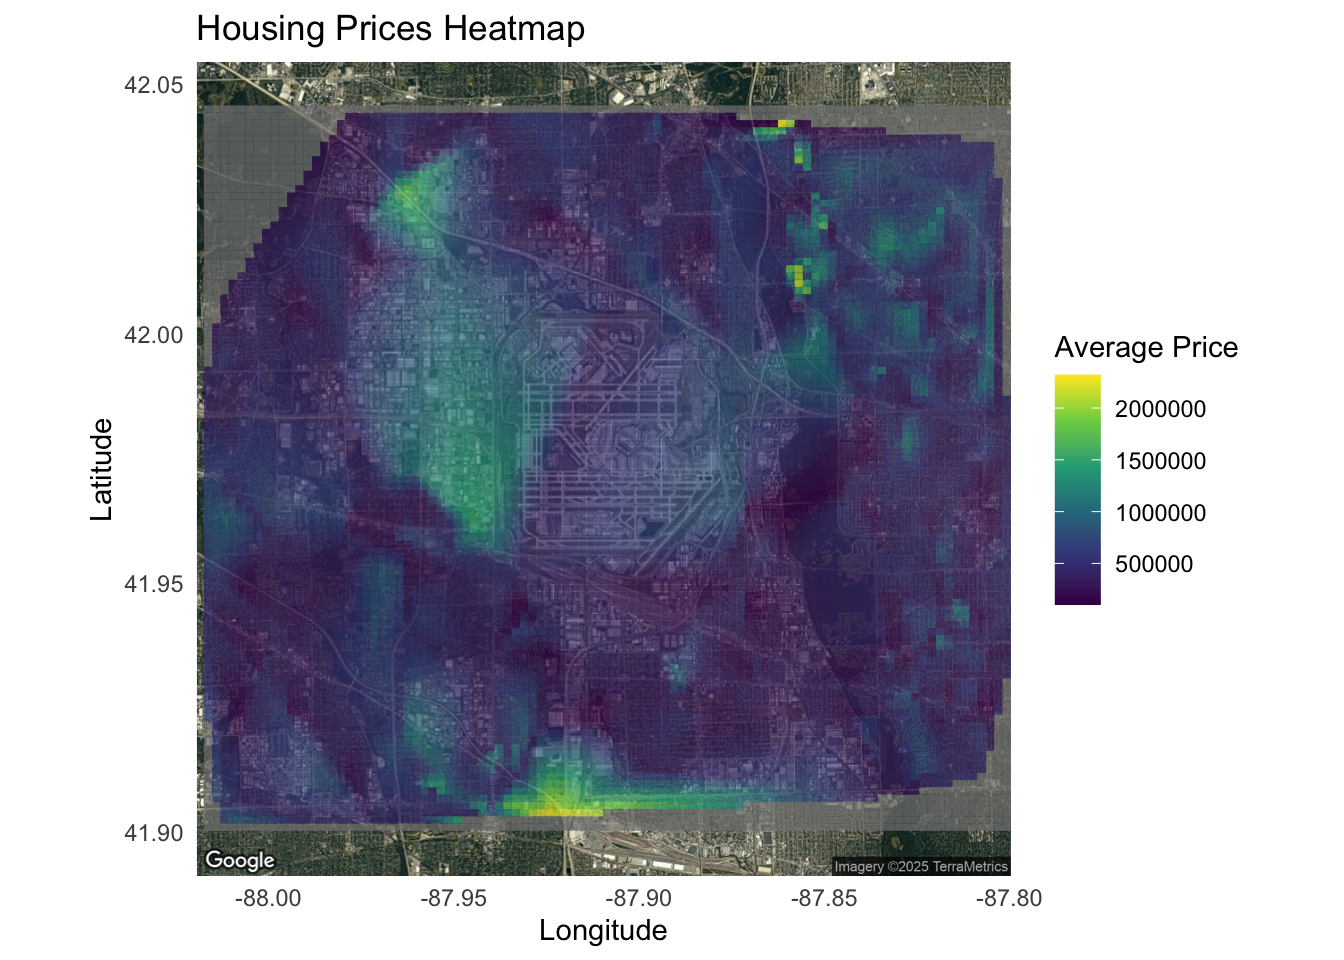 Housing Prices Heatmap
42.05
42.00
41.95
41.90
Latitude
-88.00
-87.95
-87.90
-87.85
-87.80
Longitude
Average Price
2000000
1500000
1000000
500000
Google
Imagery ©2025 TerraMetrics